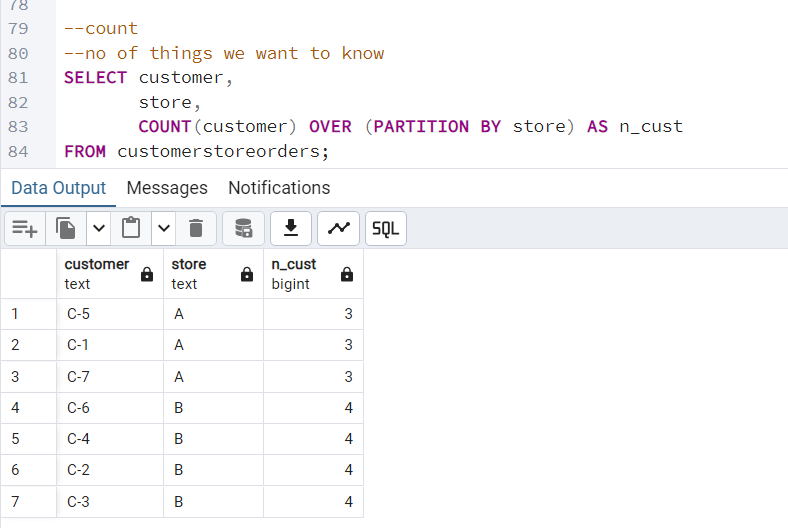 78
79 --count
80 --no of things we want to know
81 SELECT customer,
82 store,
83 COUNT(customer) OVER (PARTITION BY store) AS n_cust
84 FROM customerstoreorders;
Data Output Messages Notifications
SQL
customer store n_cust
text text bigint
1 C-5 A 3
2 C-1 A 3
3 C-7 A 3
4 C-6 B 4
5 C-4 B 4
6 C-2 B 4
7 C-3 B 4